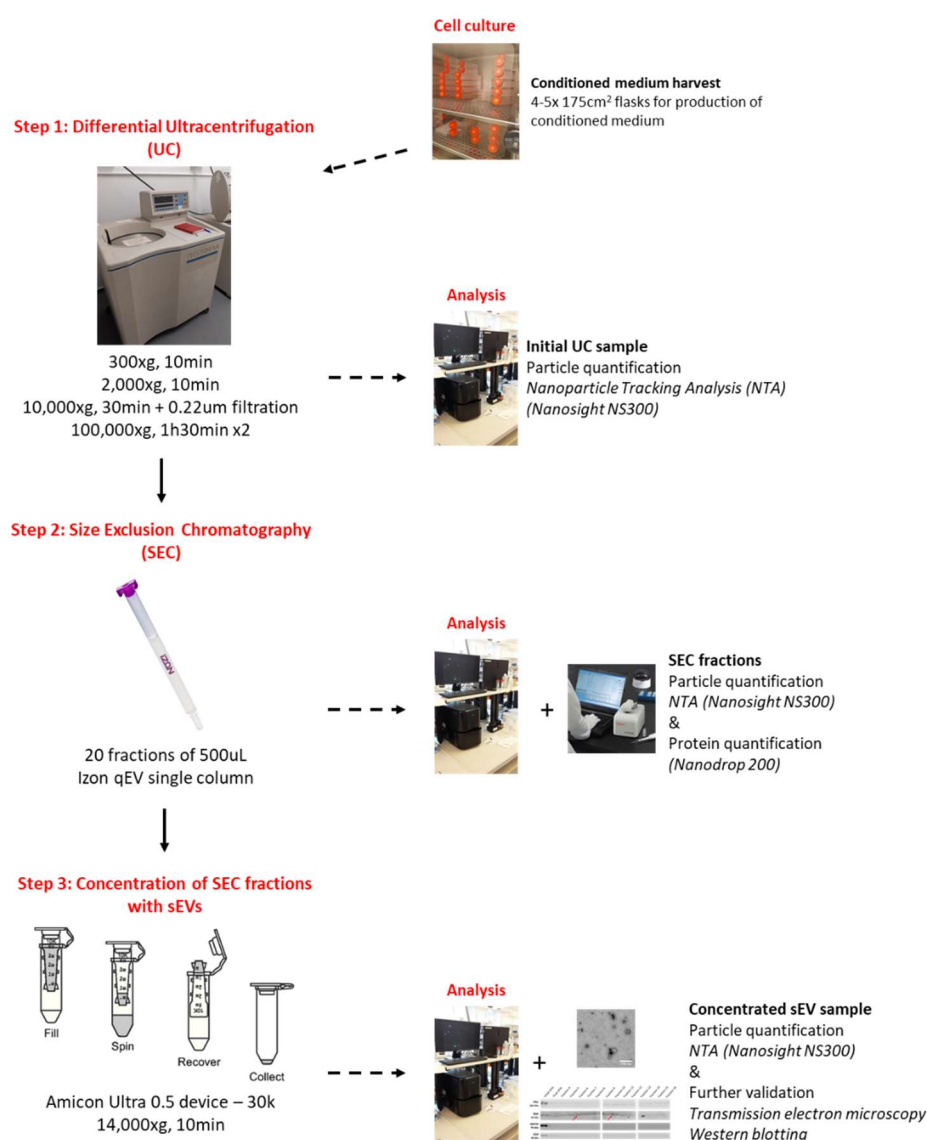 Cell culture
Conditioned medium harvest
4-5x 175cm² flasks for production of
conditioned medium
Step 1: Differential Ultracentrifugation
(UC)
300xg, 10min
2,000xg, 10min
10,000xg, 30min + 0.22um filtration
100,000xg, 1h30min x2
Analysis
Initial UC sample
Particle quantification
Nanoparticle Tracking Analysis (NTA)
(Nanosight NS300)
Step 2: Size Exclusion Chromatography
(SEC)
IZON
20 fractions of 500uL
Izon qEV single column
Analysis
+
SEC fractions
Particle quantification
NTA (Nanosight NS300)
&
Protein quantification
(Nanodrop 200)
Step 3: Concentration of SEC fractions
with sEVs
Fill
Spin
Recover
Collect
Amicon Ultra 0.5 device – 30k
14,000xg, 10min
Analysis
+
Concentrated sEV sample
Particle quantification
NTA (Nanosight NS300)
&
Further validation
Transmission electron microscopy
Western blotting